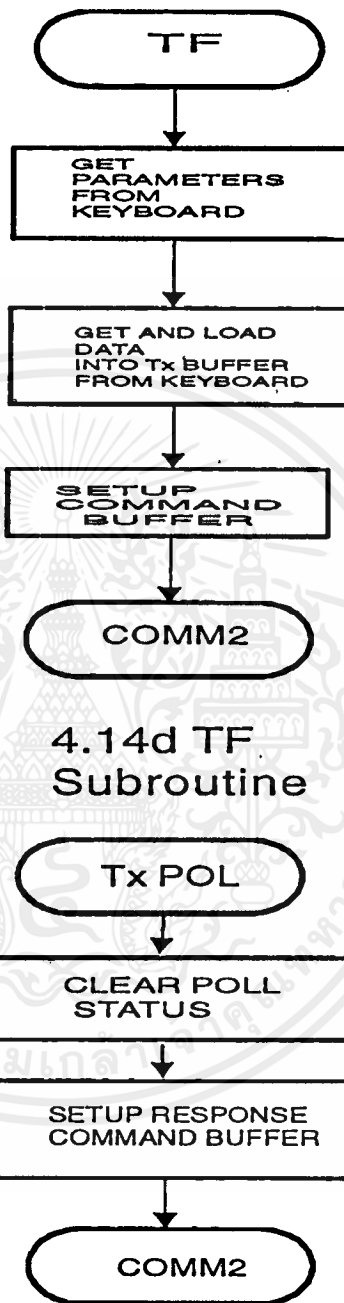 TF
GET
PARAMETERS
FROM
KEYBOARD
GET AND LOAD
DATA
INTO Tx BUFFER
FROM KEYBOARD
SETUP
COMMAND
BUFFER
COMM2
4.14d TF
Subroutine
Tx POL
CLEAR POLL
STATUS
SETUP RESPONSE
COMMAND BUFFER
COMM2